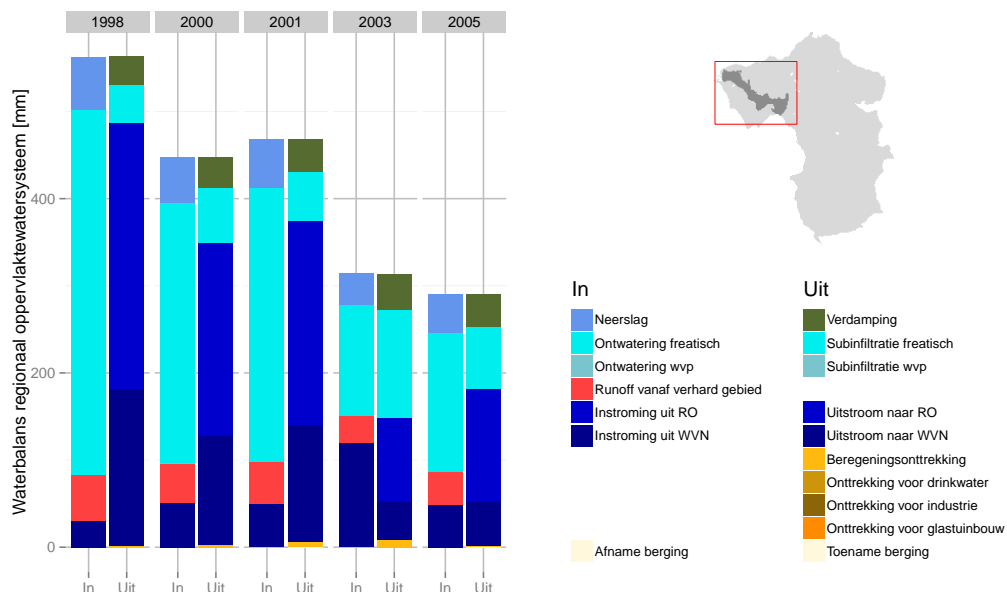 1998 2000 2001 2003 2005
Waterbalans regionaal oppervlaktewatersysteem [mm]
400
200
0
In Uit In Uit In Uit In Uit In Uit
In
Neerslag
Ontwatering freatisch
Ontwatering wvp
Runoff vanaf verhard gebied
Instroming uit RO
Instroming uit WVN
Afname berging
Uit
Verdamping
Subinfiltratie freatisch
Subinfiltratie wvp
Uitstroom naar RO
Uitstroom naar WVN
Beregeningsonttrekking
Onttrekking voor drinkwater
Onttrekking voor industrie
Onttrekking voor glastuinbouw
Toename berging